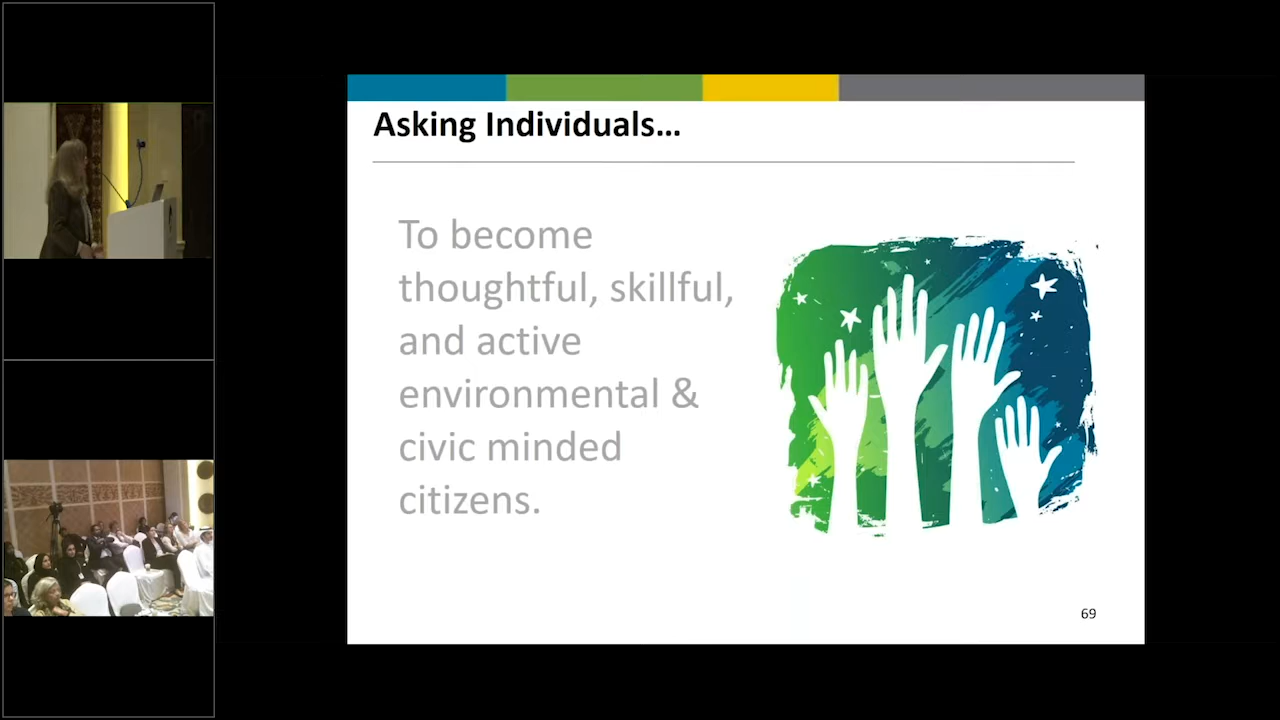 Asking Individuals...
To become
thoughtful, skillful,
and active
environmental &
civic minded
citizens.
69